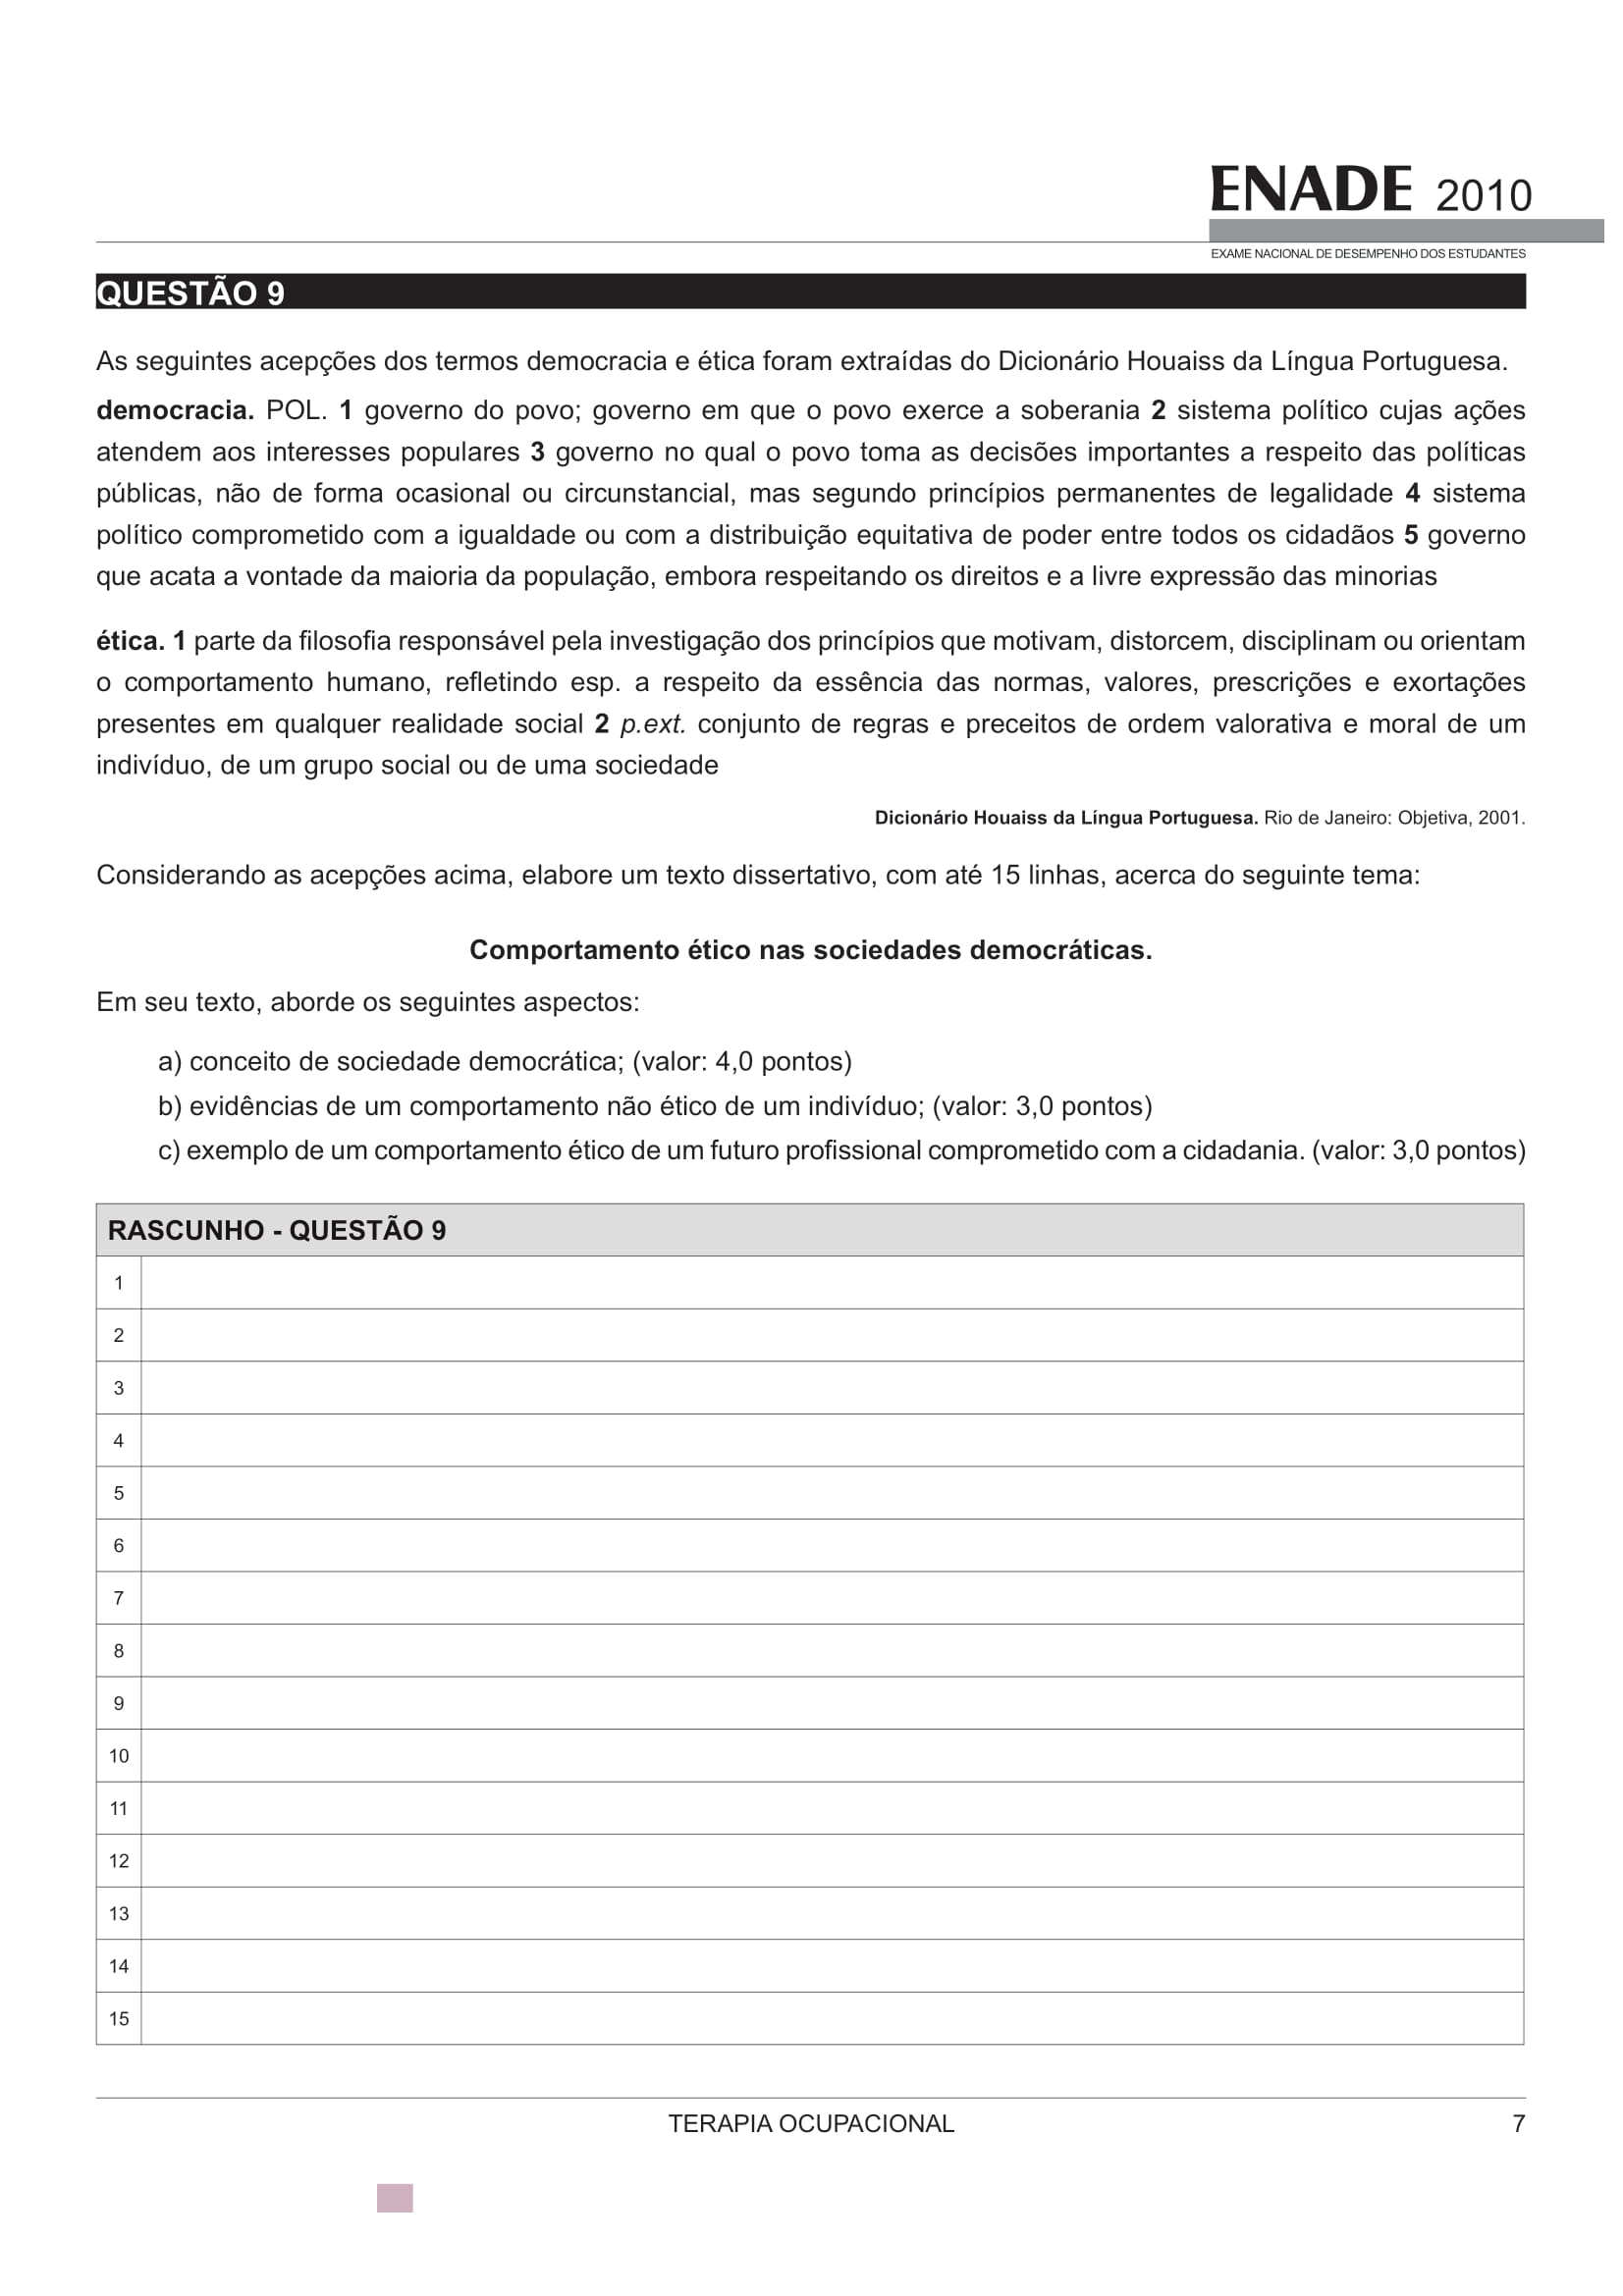 ENADE 2010
EXAME NACIONAL DE DESEMPENHO DOS ESTUDANTES
QUESTÃO 9
As seguintes acepções dos termos democracia e ética foram extraídas do Dicionário Houaiss da Língua Portuguesa.
democracia. POL. 1 governo do povo; governo em que o povo exerce a soberania 2 sistema político cujas ações
atendem aos interesses populares 3 governo no qual o povo toma as decisões importantes a respeito das políticas
públicas, não de forma ocasional ou circunstancial, mas segundo princípios permanentes de legalidade 4 sistema
político comprometido com a igualdade ou com a distribuição equitativa de poder entre todos os cidadãos 5 governo
que acata a vontade da maioria da população, embora respeitando os direitos e a livre expressão das minorias
ética. 1 parte da filosofia responsável pela investigação dos princípios que motivam, distorcem, disciplinam ou orientam
o comportamento humano, refletindo esp. a respeito da essência das normas, valores, prescrições e exortações
presentes em qualquer realidade social 2 p.ext. conjunto de regras e preceitos de ordem valorativa e moral de um
indivíduo, de um grupo social ou de uma sociedade
Dicionário Houaiss da Língua Portuguesa. Rio de Janeiro: Objetiva, 2001.
Considerando as acepções acima, elabore um texto dissertativo, com até 15 linhas, acerca do seguinte tema:
Comportamento ético nas sociedades democráticas.
Em seu texto, aborde os seguintes aspectos:
a) conceito de sociedade democrática; (valor: 4,0 pontos)
b) evidências de um comportamento não ético de um indivíduo; (valor: 3,0 pontos)
c) exemplo de um comportamento ético de um futuro profissional comprometido com a cidadania. (valor: 3,0 pontos)
RASCUNHO - QUESTÃO 9
1
2
3
4
5
6
7
8
9
10
11
12
13
14
15
TERAPIA OCUPACIONAL 7